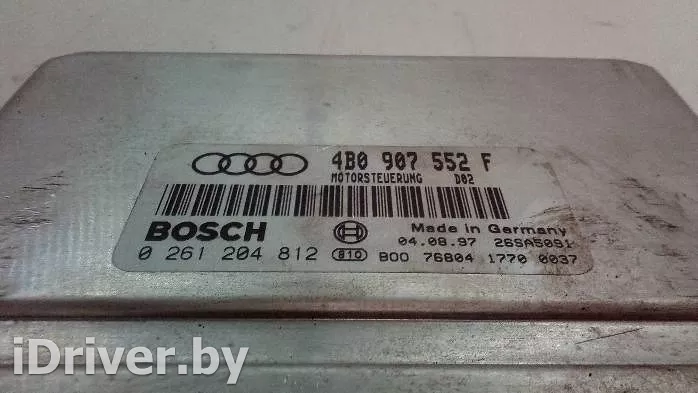 4B0 907 552 F
MOTORSTEUERUNG D02
BOSCH
Made in Germany
04.08.97 26SA5091
0 261 204 812 810 B00 76804 1770 0037
iDriver.by